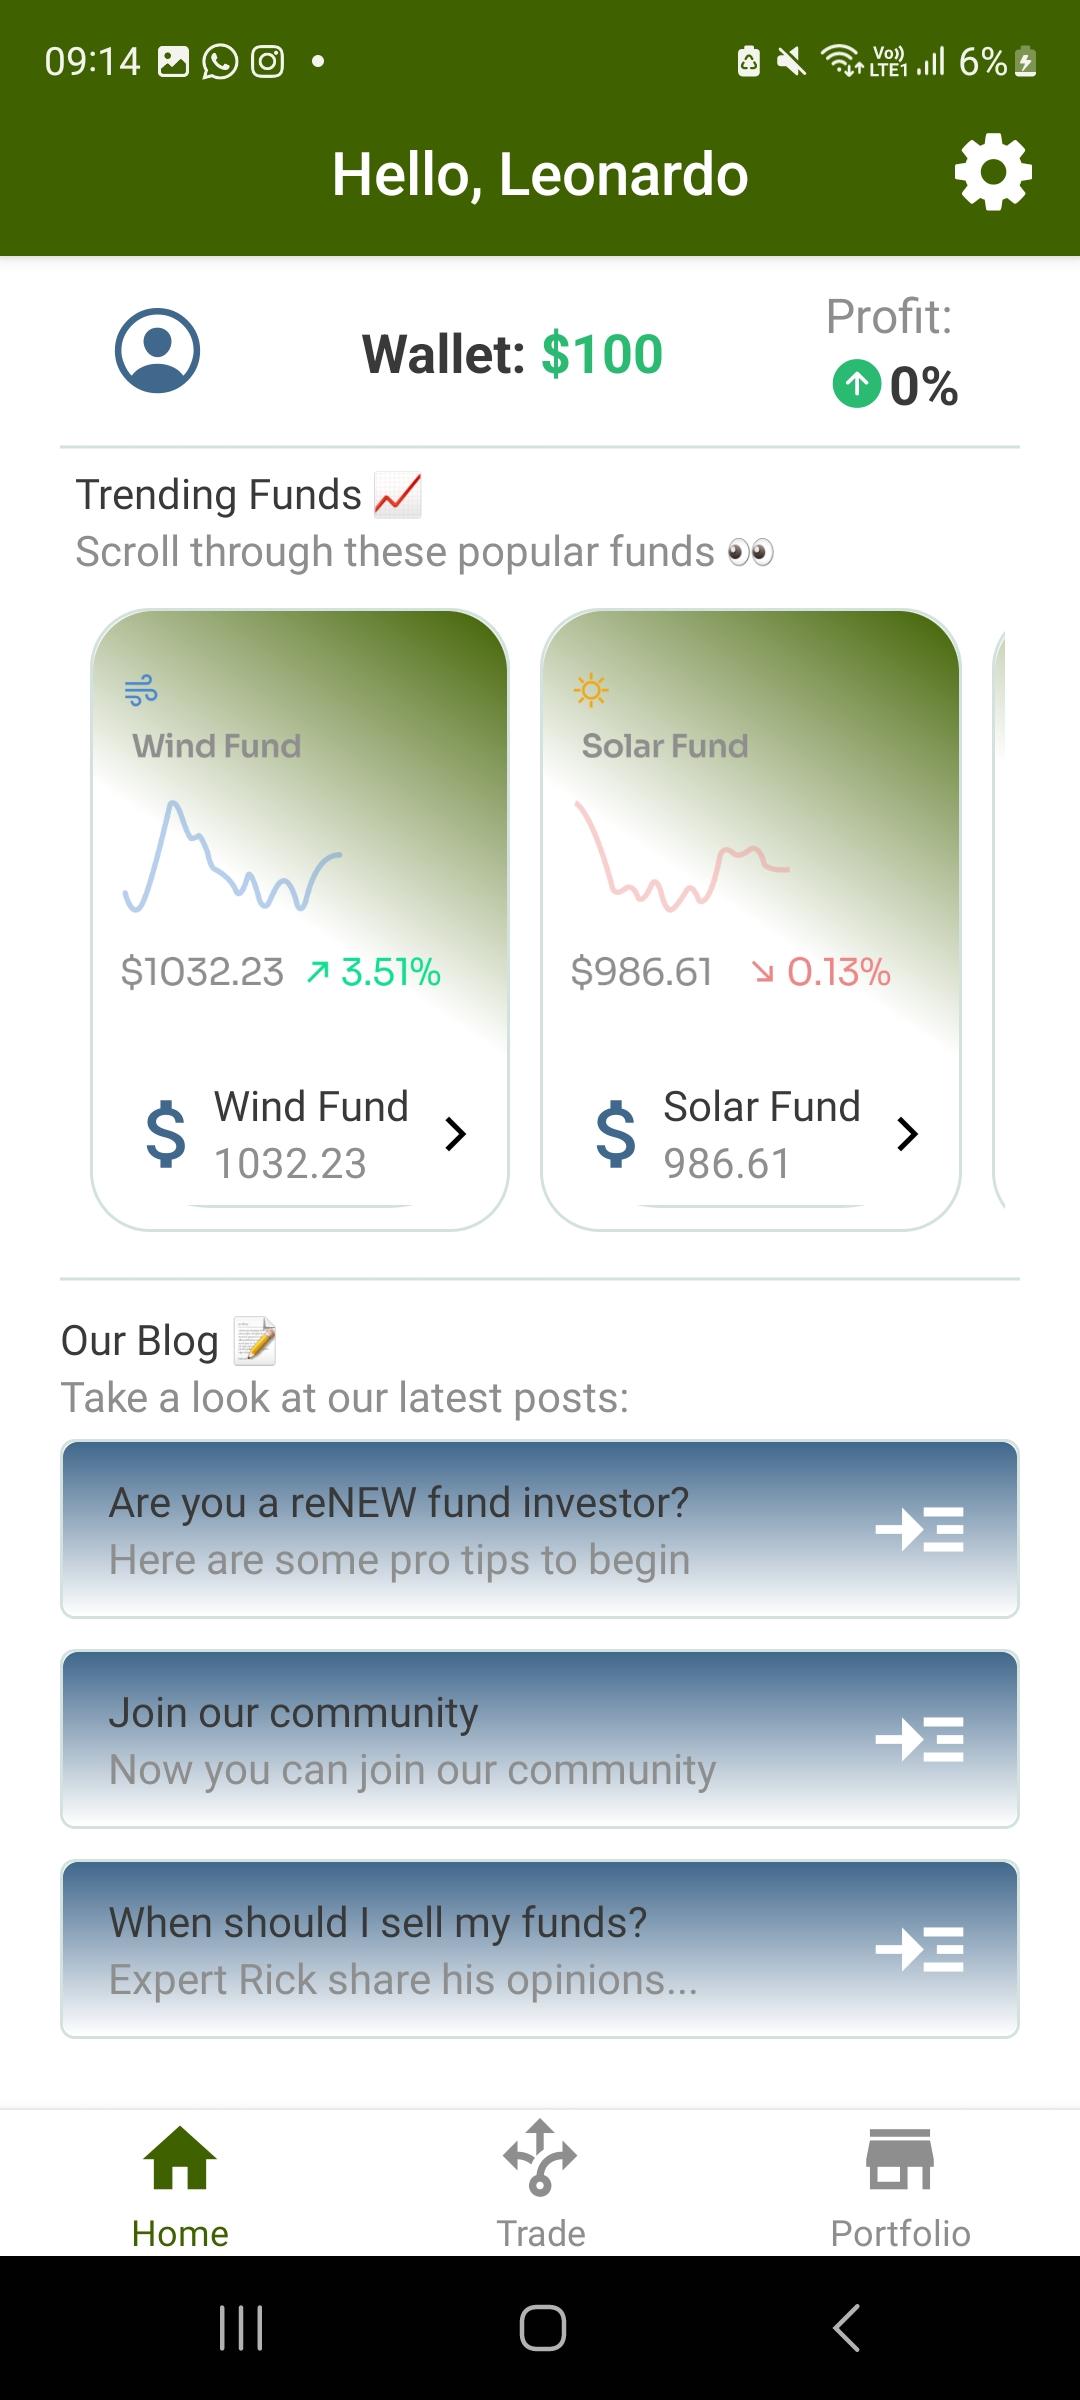 09:14
Vo))
LTE1
6%
Hello, Leonardo
Wallet: $100
Profit:
0%
Trending Funds 📈
Scroll through these popular funds 👀
Wind Fund
$1032.23 ↗ 3.51%
Wind Fund
1032.23
Solar Fund
$986.61 ↘ 0.13%
Solar Fund
986.61
Our Blog 📝
Take a look at our latest posts:
Are you a reNEW fund investor?
Here are some pro tips to begin
Join our community
Now you can join our community
When should I sell my funds?
Expert Rick share his opinions...
Home
Trade
Portfolio